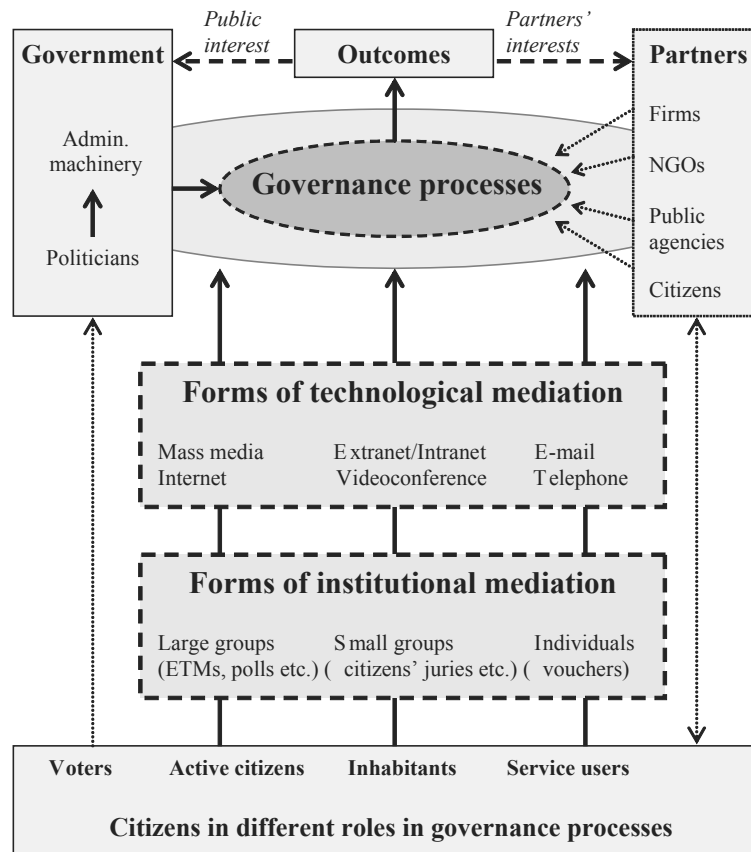 Public
interest
Partners’
interests
Government
Outcomes
Partners
Admin.
machinery
Politicians
Governance processes
Firms
NGOs
Public
agencies
Citizens
Forms of technological mediation
Mass media Extranet/Intranet E-mail
Internet Videoconference Telephone
Forms of institutional mediation
Large groups Small groups Individuals
(ETMs, polls etc.) ( citizens’ juries etc.) ( vouchers)
Voters Active citizens Inhabitants Service users
Citizens in different roles in governance processes